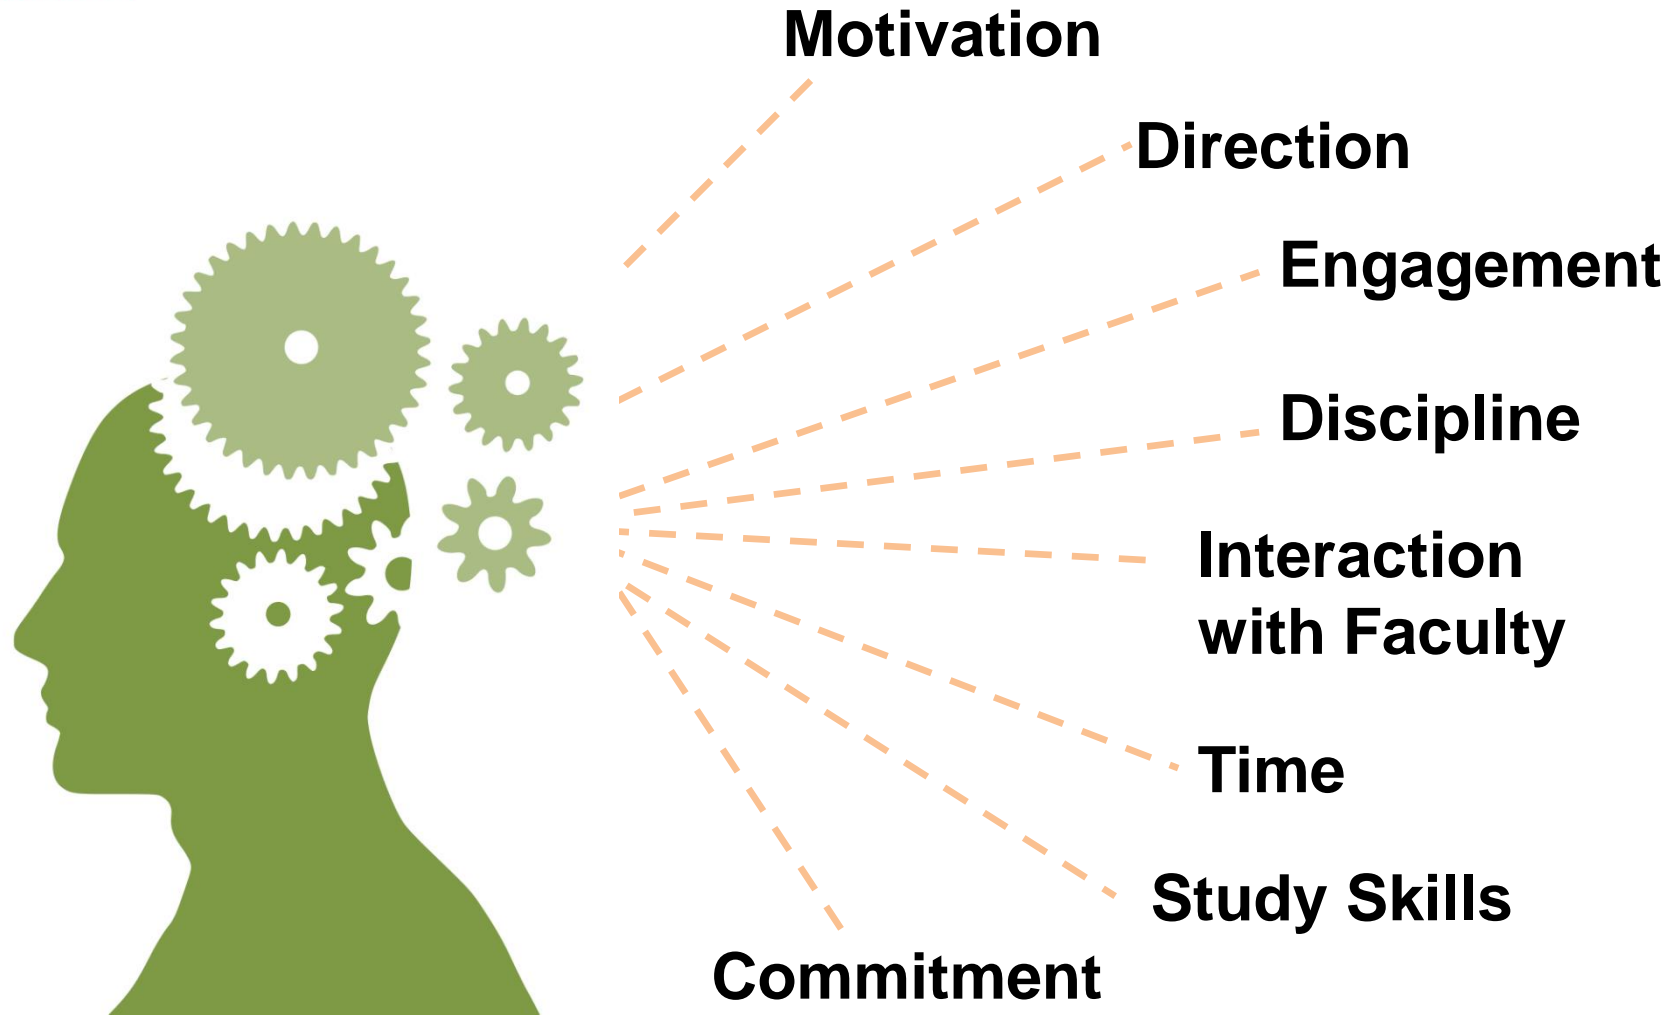 Motivation
Direction
Engagement
Discipline
Interaction
with Faculty
Time
Study Skills
Commitment